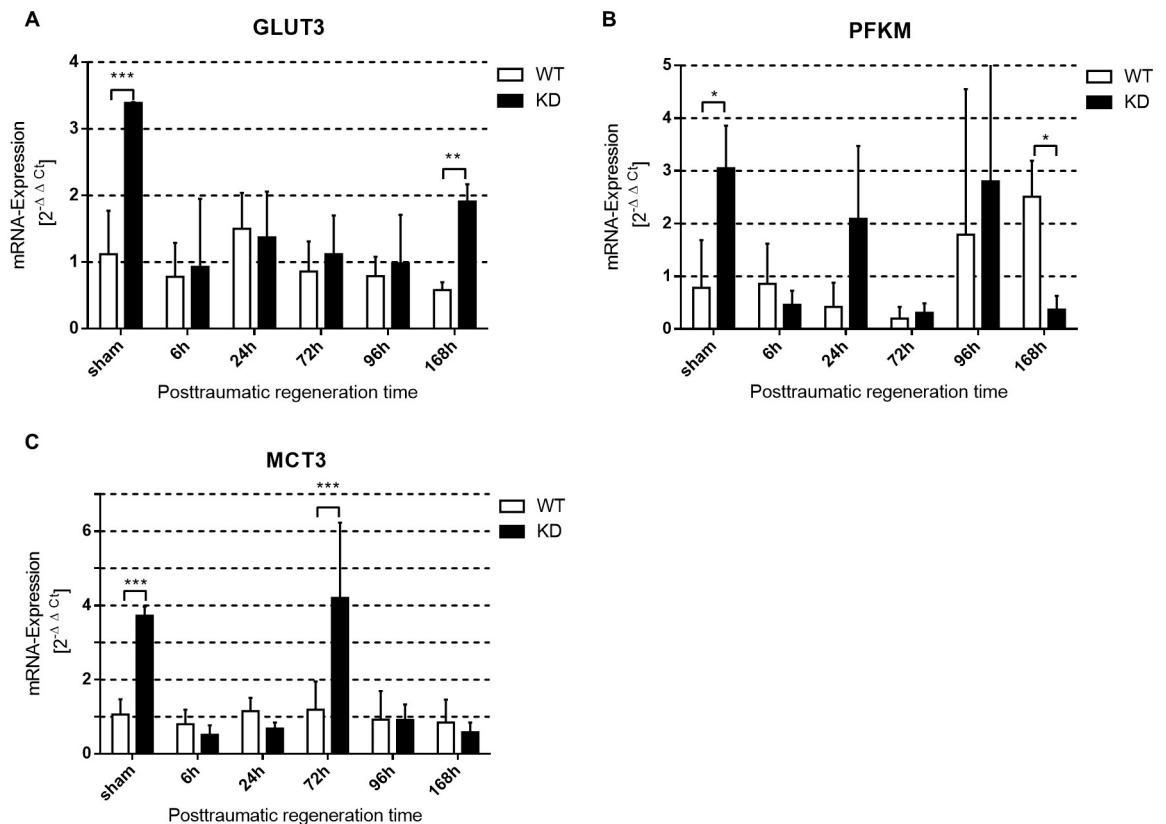 A
GLUT3
4
3
2
1
0
mRNA-Expression
[2-Δ Δ Ct]
***
**
WT
KD
sham
6h
24h
72h
96h
168h
Posttraumatic regeneration time
B
PFKM
5
4
3
2
1
0
mRNA-Expression
[2-Δ Δ Ct]
*
*
WT
KD
sham
6h
24h
72h
96h
168h
Posttraumatic regeneration time
C
MCT3
6
4
2
0
mRNA-Expression
[2-Δ Δ Ct]
***
***
WT
KD
sham
6h
24h
72h
96h
168h
Posttraumatic regeneration time